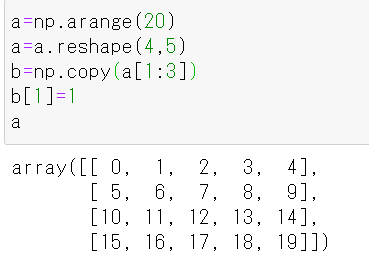 a=np.arange(20)
a=a.reshape(4,5)
b=np.copy(a[1:3])
b[1]=1
a
array([[ 0,  1,  2,  3,  4],
       [ 5,  6,  7,  8,  9],
       [10, 11, 12, 13, 14],
       [15, 16, 17, 18, 19]])